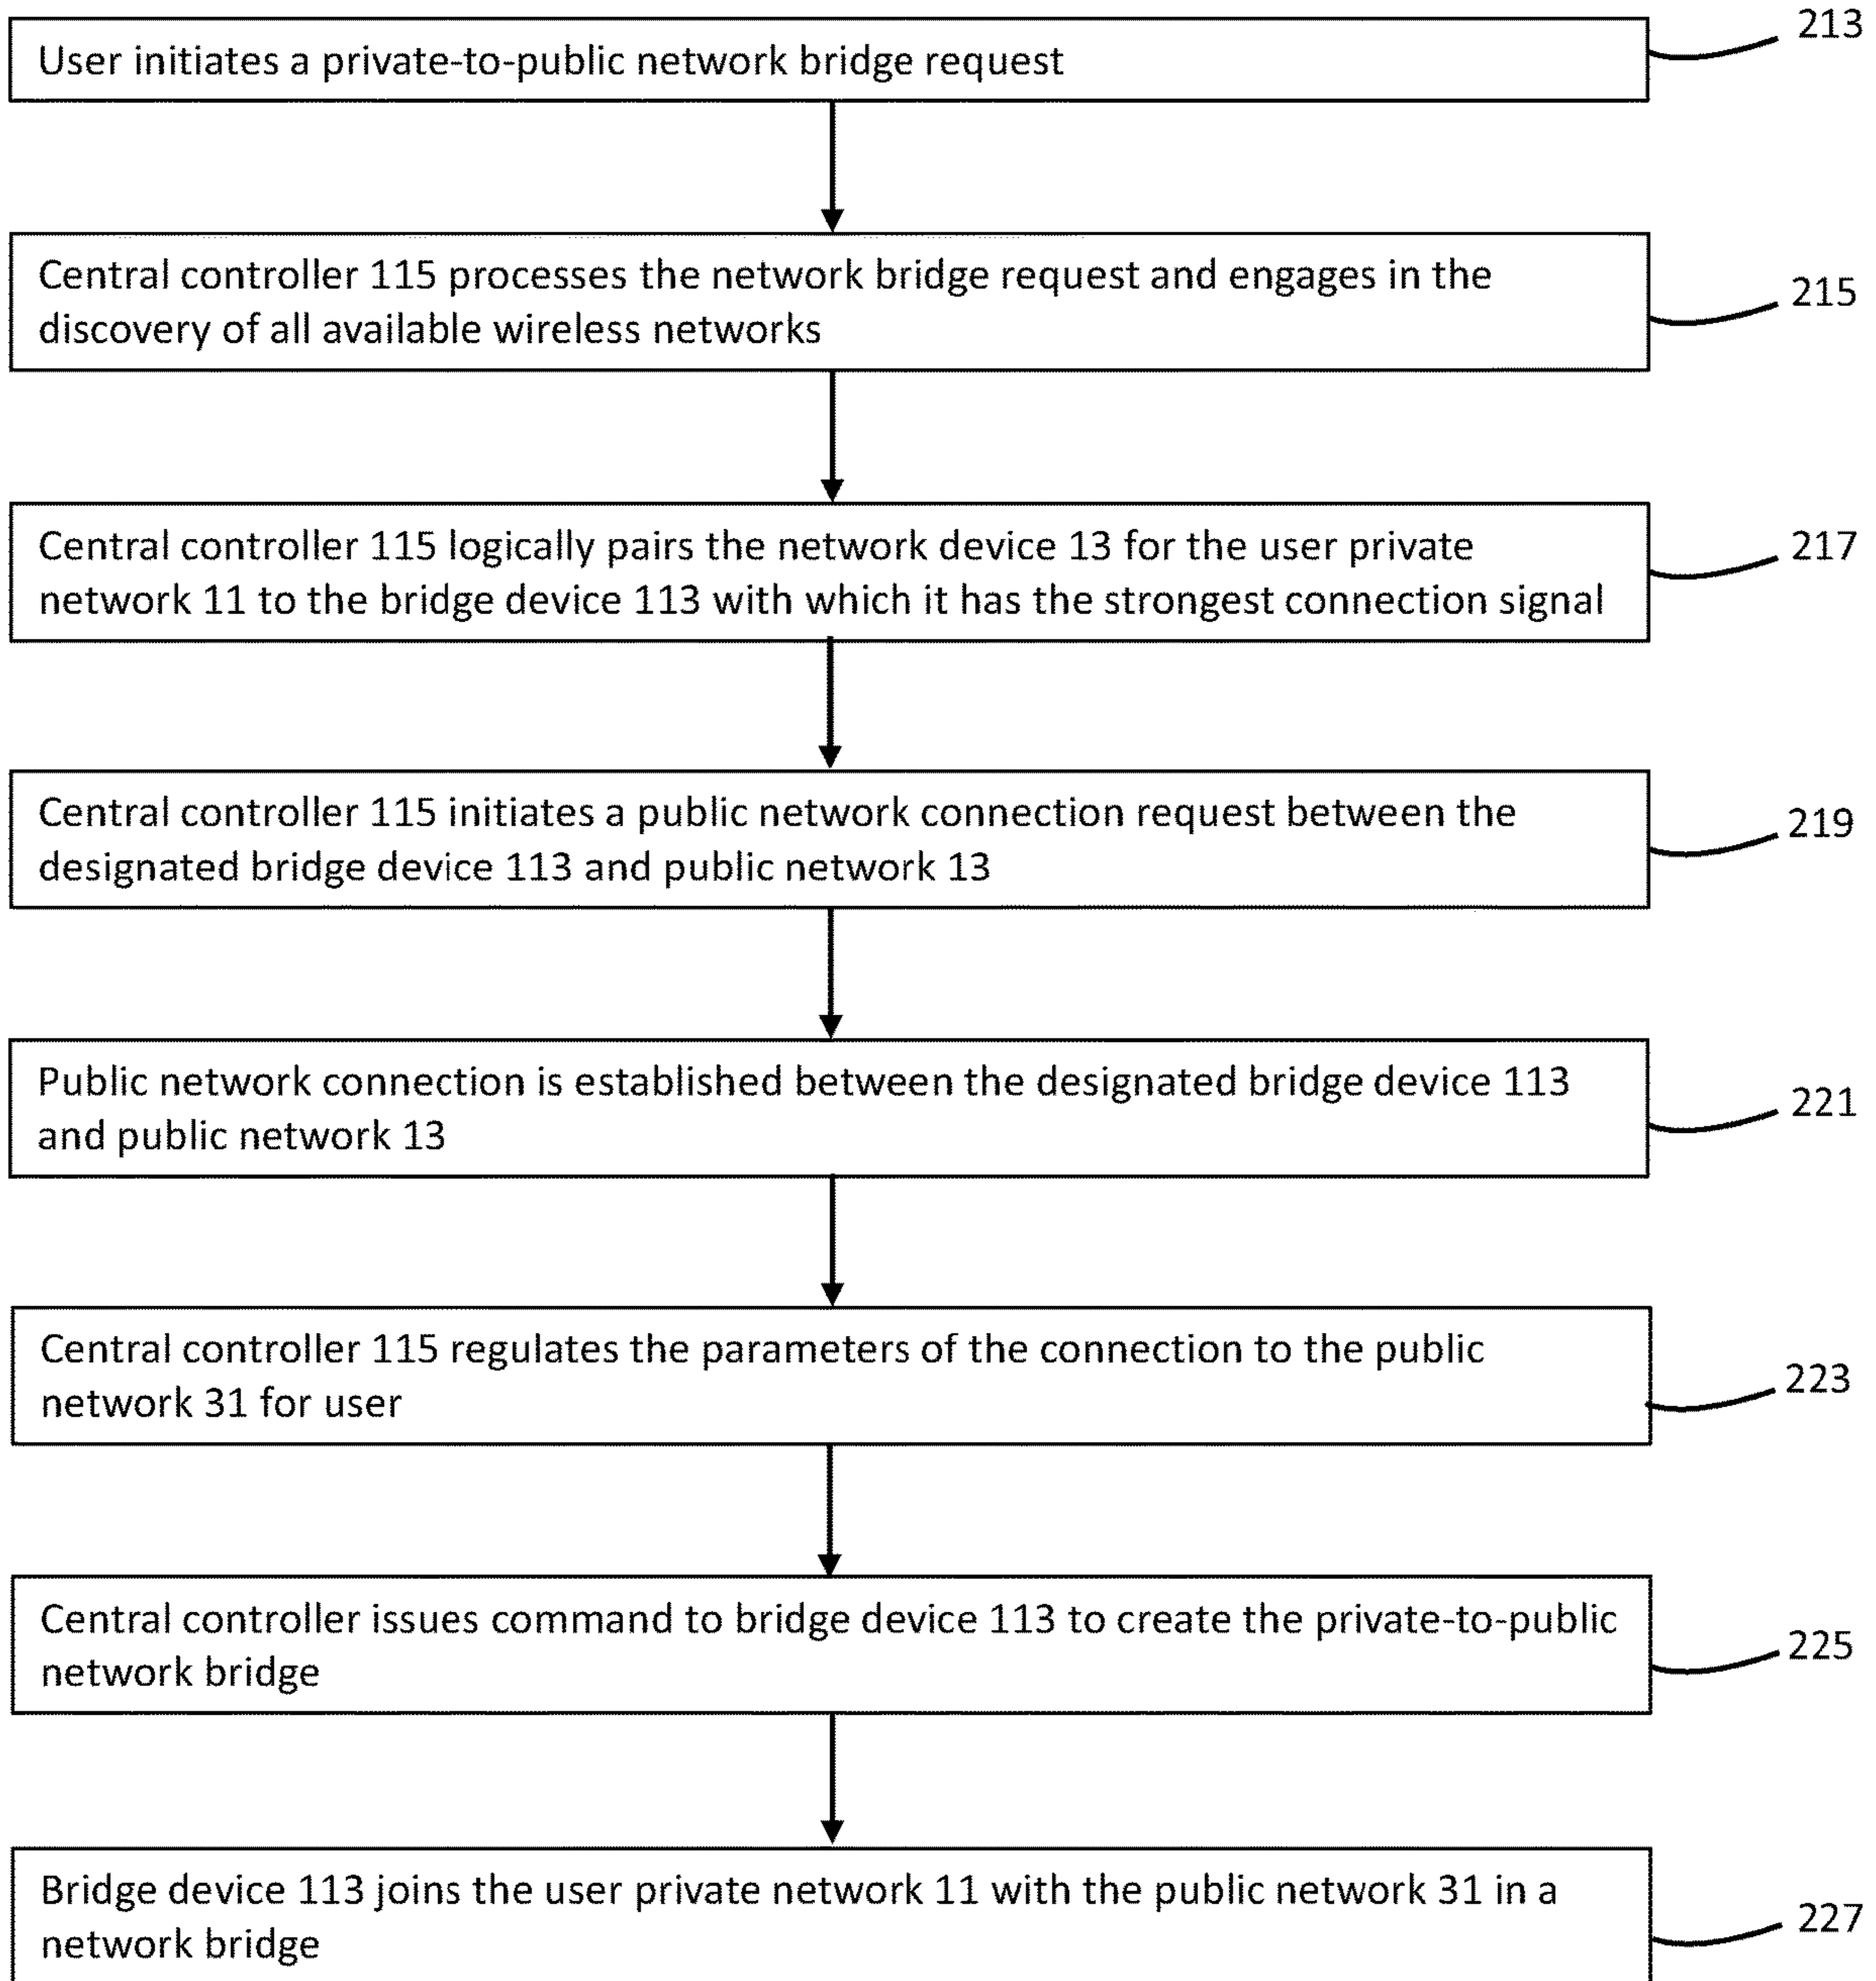 User initiates a private-to-public network bridge request
213
Central controller 115 processes the network bridge request and engages in the
discovery of all available wireless networks
215
Central controller 115 logically pairs the network device 13 for the user private
network 11 to the bridge device 113 with which it has the strongest connection signal
217
Central controller 115 initiates a public network connection request between the
designated bridge device 113 and public network 13
219
Public network connection is established between the designated bridge device 113
and public network 13
221
Central controller 115 regulates the parameters of the connection to the public
network 31 for user
223
Central controller issues command to bridge device 113 to create the private-to-public
network bridge
225
Bridge device 113 joins the user private network 11 with the public network 31 in a
network bridge
227